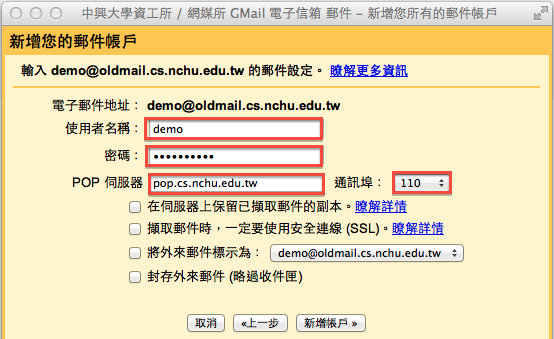 中興大學資工所 / 網媒所 GMail 電子信箱 郵件 – 新增您所有的郵件帳戶
新增您的郵件帳戶
輸入 demo@oldmail.cs.nchu.edu.tw 的郵件設定。 瞭解更多資訊
電子郵件地址： demo@oldmail.cs.nchu.edu.tw
使用者名稱： demo
密碼： ••••••••••
POP 伺服器 pop.cs.nchu.edu.tw 通訊埠： 110
在伺服器上保留已擷取郵件的副本。瞭解詳情
擷取郵件時，一定要使用安全連線 (SSL)。瞭解詳情
將外來郵件標示為： demo@oldmail.cs.nchu.edu.tw
封存外來郵件 (略過收件匣)
取消 «上一步 新增帳戶 »